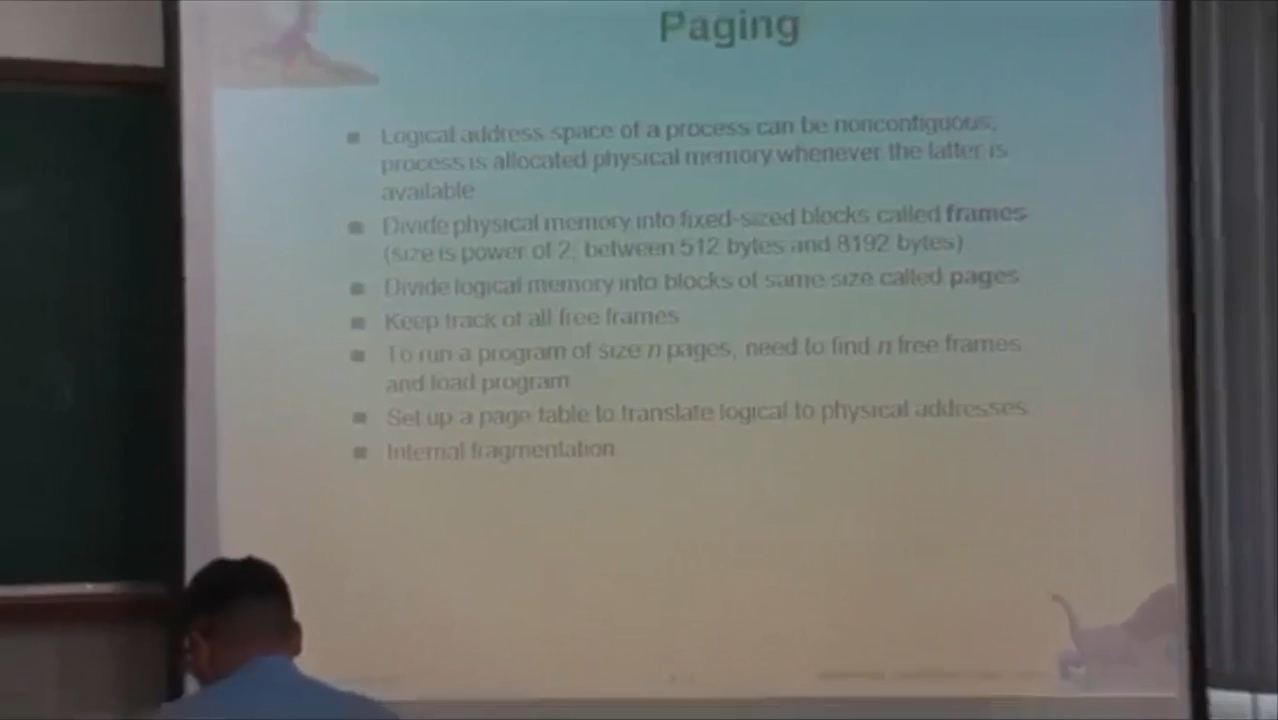 Paging
Logical address space of a process can be noncontiguous;
process is allocated physical memory whenever the latter is
available
Divide physical memory into fixed-sized blocks called frames
(size is power of 2, between 512 bytes and 8192 bytes)
Divide logical memory into blocks of same size called pages
Keep track of all free frames
To run a program of size n pages, need to find n free frames
and load program
Set up a page table to translate logical to physical addresses
Internal fragmentation